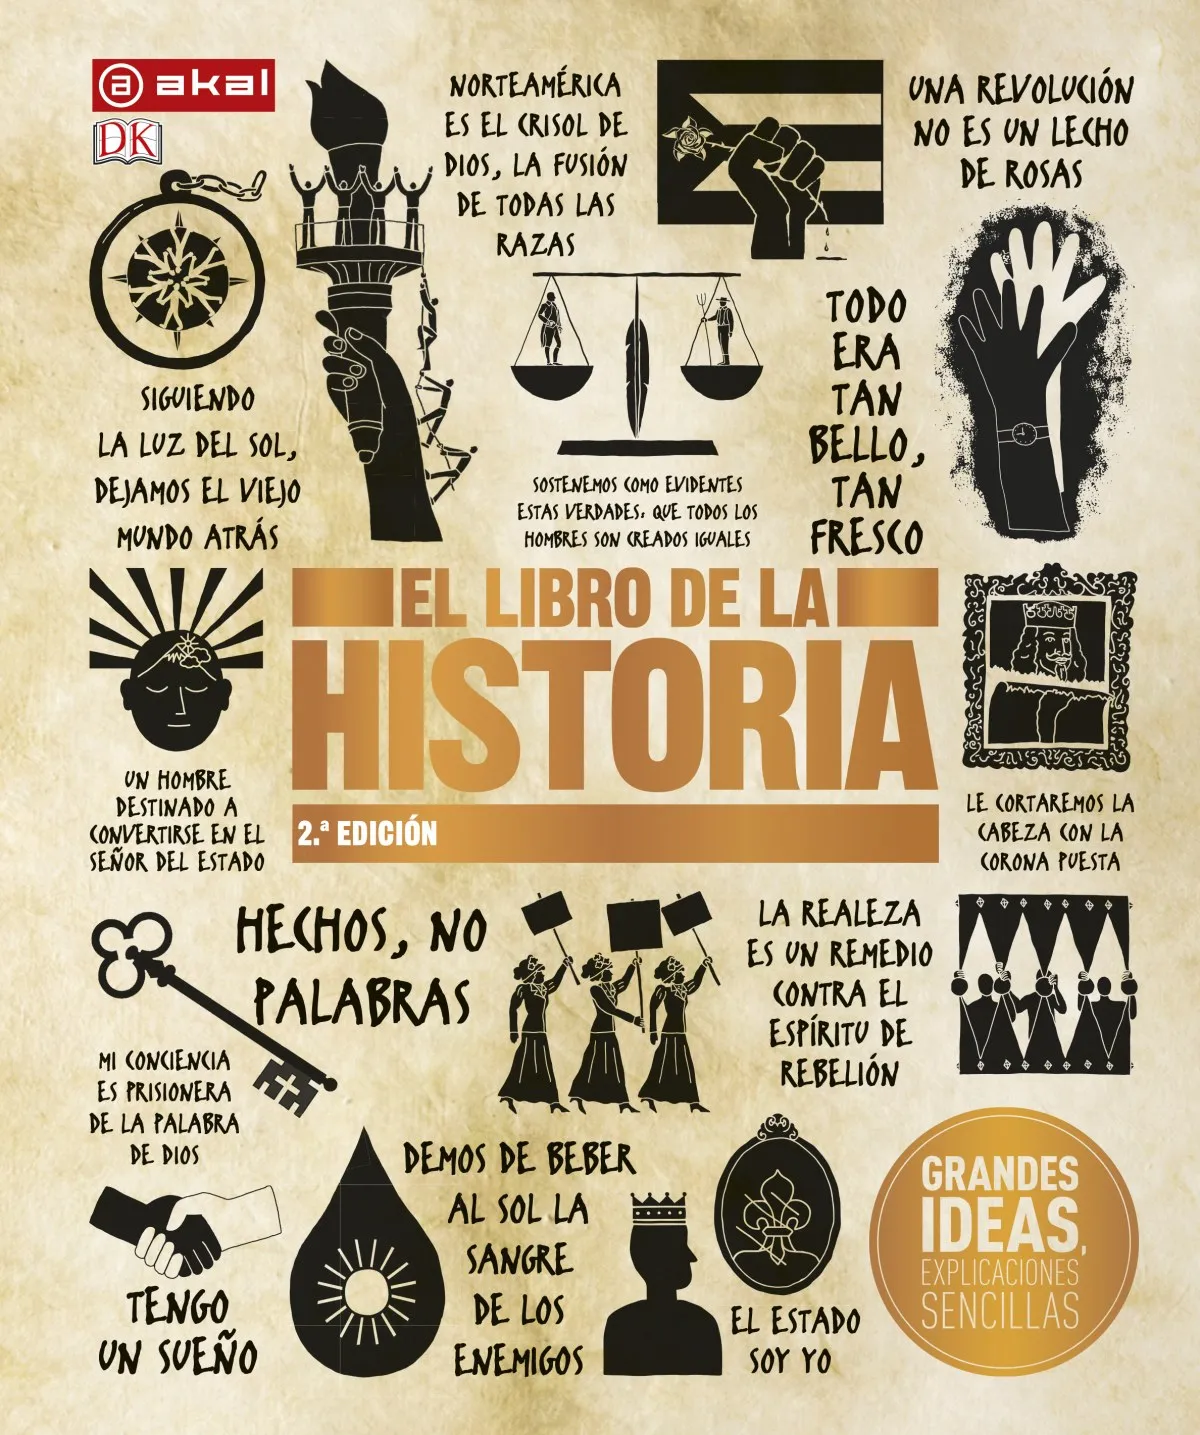 akal
DK
NORTEAMÉRICA
ES EL CRISOL DE
DIOS, LA FUSIÓN
DE TODAS LAS
RAZAS
UNA REVOLUCIÓN
NO ES UN LECHO
DE ROSAS
SIGUIENDO
LA LUZ DEL SOL,
DEJAMOS EL VIEJO
MUNDO ATRÁS
SOSTENEMOS COMO EVIDENTES
ESTAS VERDADES: QUE TODOS LOS
HOMBRES SON CREADOS IGUALES
TODO
ERA
TAN
BELLO,
TAN
FRESCO
EL LIBRO DE LA
HISTORIA
2.ª EDICIÓN
UN HOMBRE
DESTINADO A
CONVERTIRSE EN EL
SEÑOR DEL ESTADO
LE CORTAREMOS LA
CABEZA CON LA
CORONA PUESTA
HECHOS, NO
PALABRAS
LA REALEZA
ES UN REMEDIO
CONTRA EL
ESPÍRITU DE
REBELIÓN
MI CONCIENCIA
ES PRISIONERA
DE LA PALABRA
DE DIOS
TENGO
UN SUEÑO
DEMOS DE BEBER
AL SOL LA
SANGRE
DE LOS
ENEMIGOS
EL ESTADO
SOY YO
GRANDES
IDEAS,
EXPLICACIONES
SENCILLAS